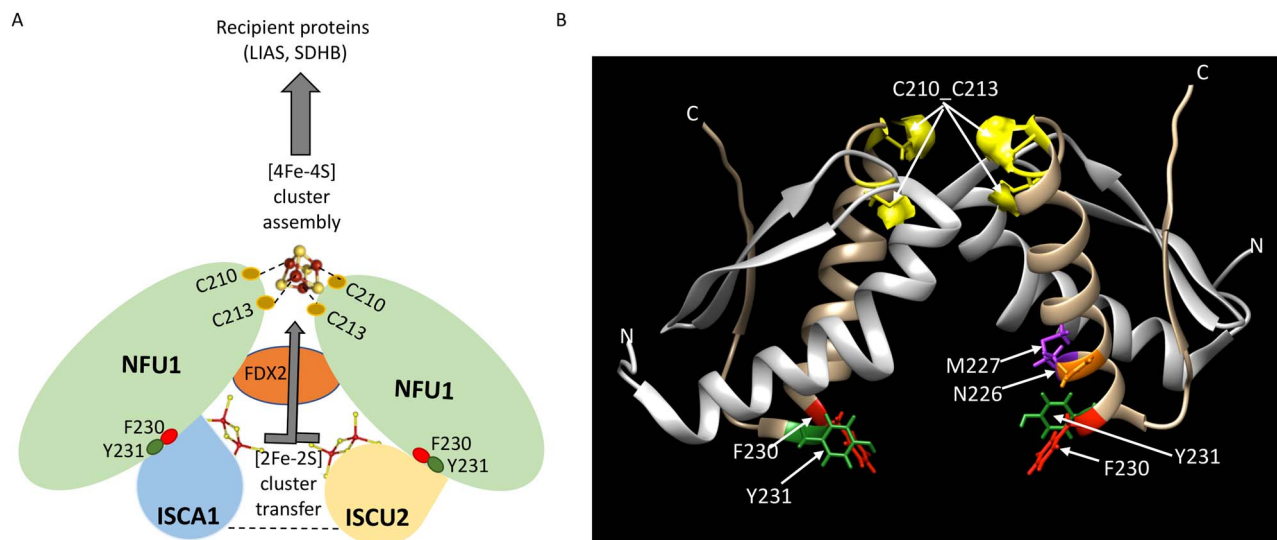 A
Recipient proteins
(LIAS, SDHB)
[4Fe-4S]
cluster
assembly
C210
C210
C213
C213
NFU1
FDX2
NFU1
F230
Y231
F230
Y231
[2Fe-2S]
cluster
transfer
ISCA1
ISCU2
B
C210_C213
C
C
N
N
M227
N226
F230
Y231
Y231
F230